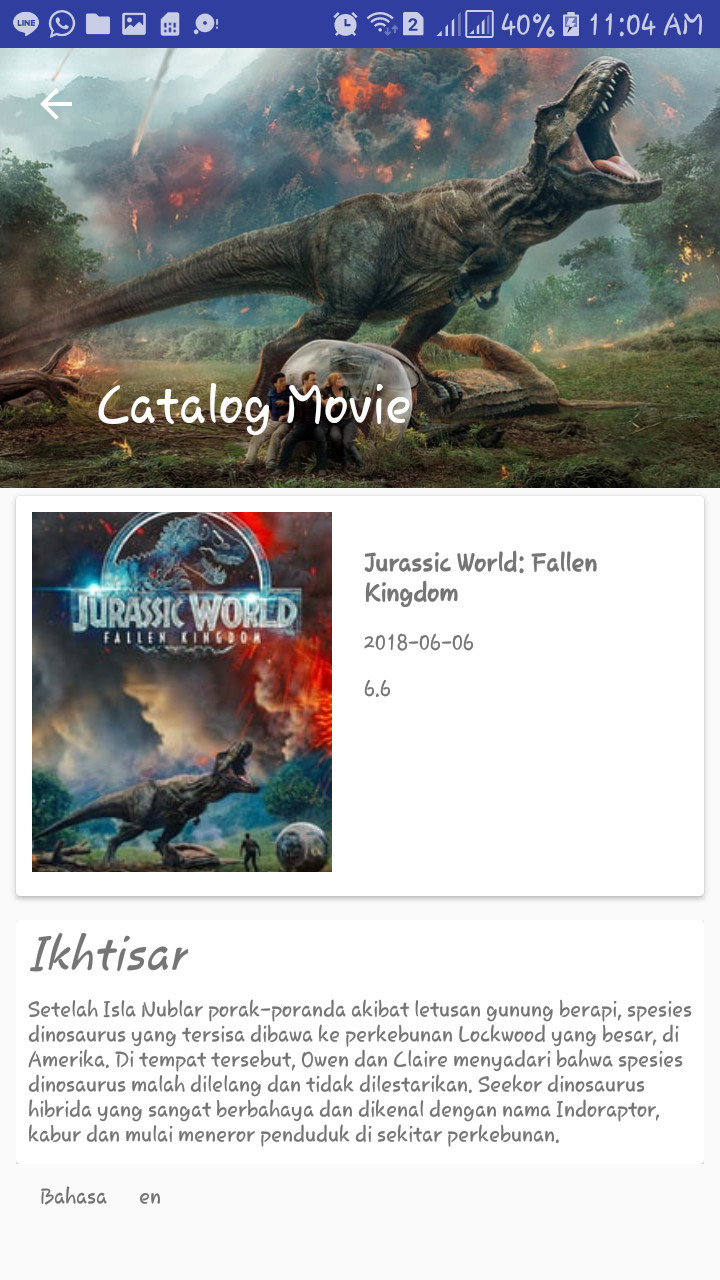 LINE 2 40% 11:04 AM
Catalog Movie
JURASSIC WORLD
FALLEN KINGDOM
Jurassic World: Fallen
Kingdom
2018-06-06
6.6
Ikhtisar
Setelah Isla Nublar porak-poranda akibat letusan gunung berapi, spesies
dinosaurus yang tersisa dibawa ke perkebunan Lockwood yang besar, di
Amerika. Di tempat tersebut, Owen dan Claire menyadari bahwa spesies
dinosaurus malah dilelang dan tidak dilestarikan. Seekor dinosaurus
hibrida yang sangat berbahaya dan dikenal dengan nama Indoraptor,
kabur dan mulai meneror penduduk di sekitar perkebunan.
Bahasa en